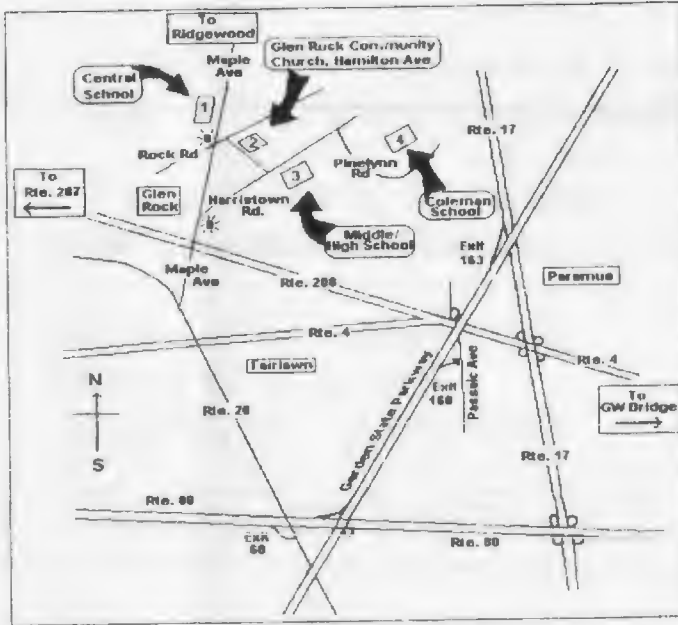 To
Ridgewood
Maple
Ave
Glen Rock Community
Church, Hamilton Ave
Central
School
1
2
3
4
Rte. 17
Rock Rd
Pinelynn
Rd
To
Rte. 287
Glen
Rock
Harristown
Rd.
Coleman
School
Middle/
High School
Exit
163
Paramus
Maple
Ave
Rte. 208
Rte. 4
Rte. 4
Fairlawn
Exit
160
Passaic Ave
Garden State Parkway
To
GW Bridge
N
S
Rte. 20
Rte. 17
Rte. 80
Exit
60
Rte. 80